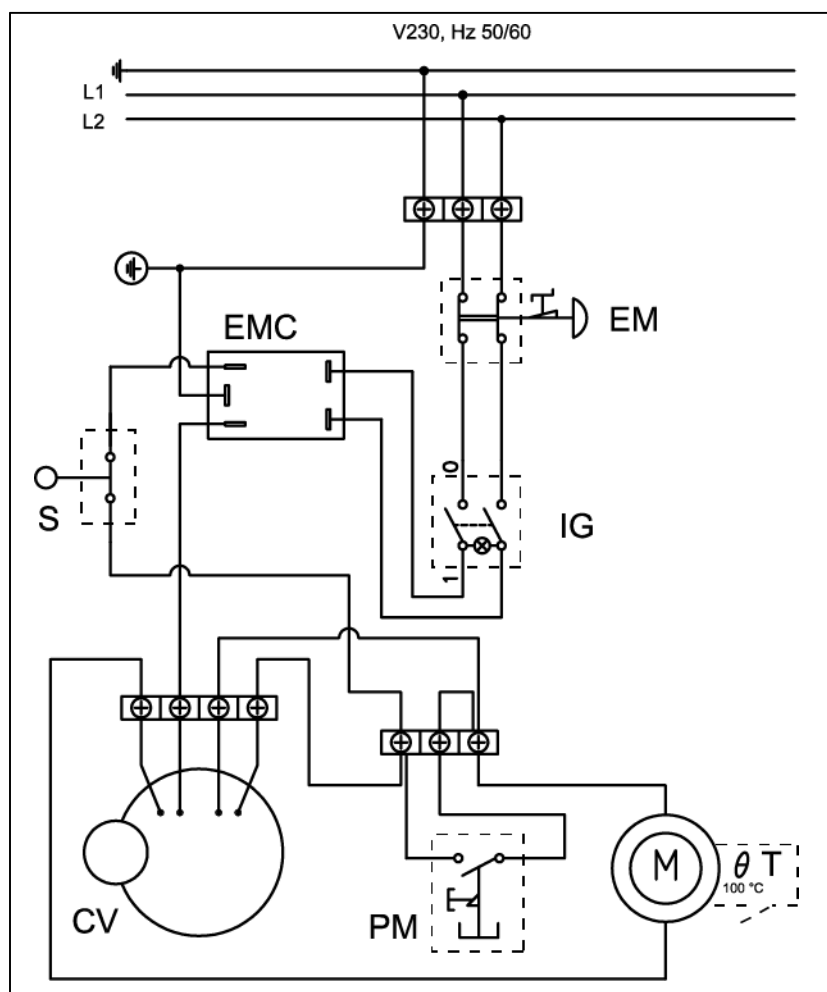 V230, Hz 50/60
L1
L2
EM
EMC
0
S
IG
1
CV
PM
M
θ T
100 °C